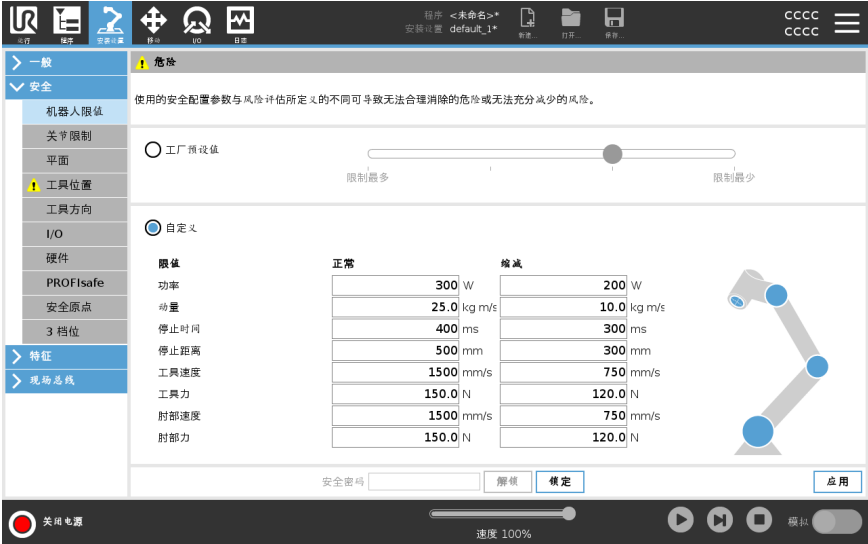 UR
运行
程序
安装设置
移动
I/O
日志
程序 <未命名>*
安装设置 default_1*
新建...
打开...
保存...
cccc
cccc
一般
安全
机器人限值
关节限制
平面
工具位置
工具方向
I/O
硬件
PROFIsafe
安全原点
3 档位
特征
现场总线
危险
使用的安全配置参数与风险评估所定义的不同可导致无法合理消除的危险或无法充分减少的风险。
工厂预设值
限制最多 限制最少
自定义
限值 正常 缩减
功率 300 W 200 W
动量 25.0 kg m/s 10.0 kg m/s
停止时间 400 ms 300 ms
停止距离 500 mm 300 mm
工具速度 1500 mm/s 750 mm/s
工具力 150.0 N 120.0 N
肘部速度 1500 mm/s 750 mm/s
肘部力 150.0 N 120.0 N
安全密码 解锁 锁定 应用
关闭电源
速度 100%
模拟